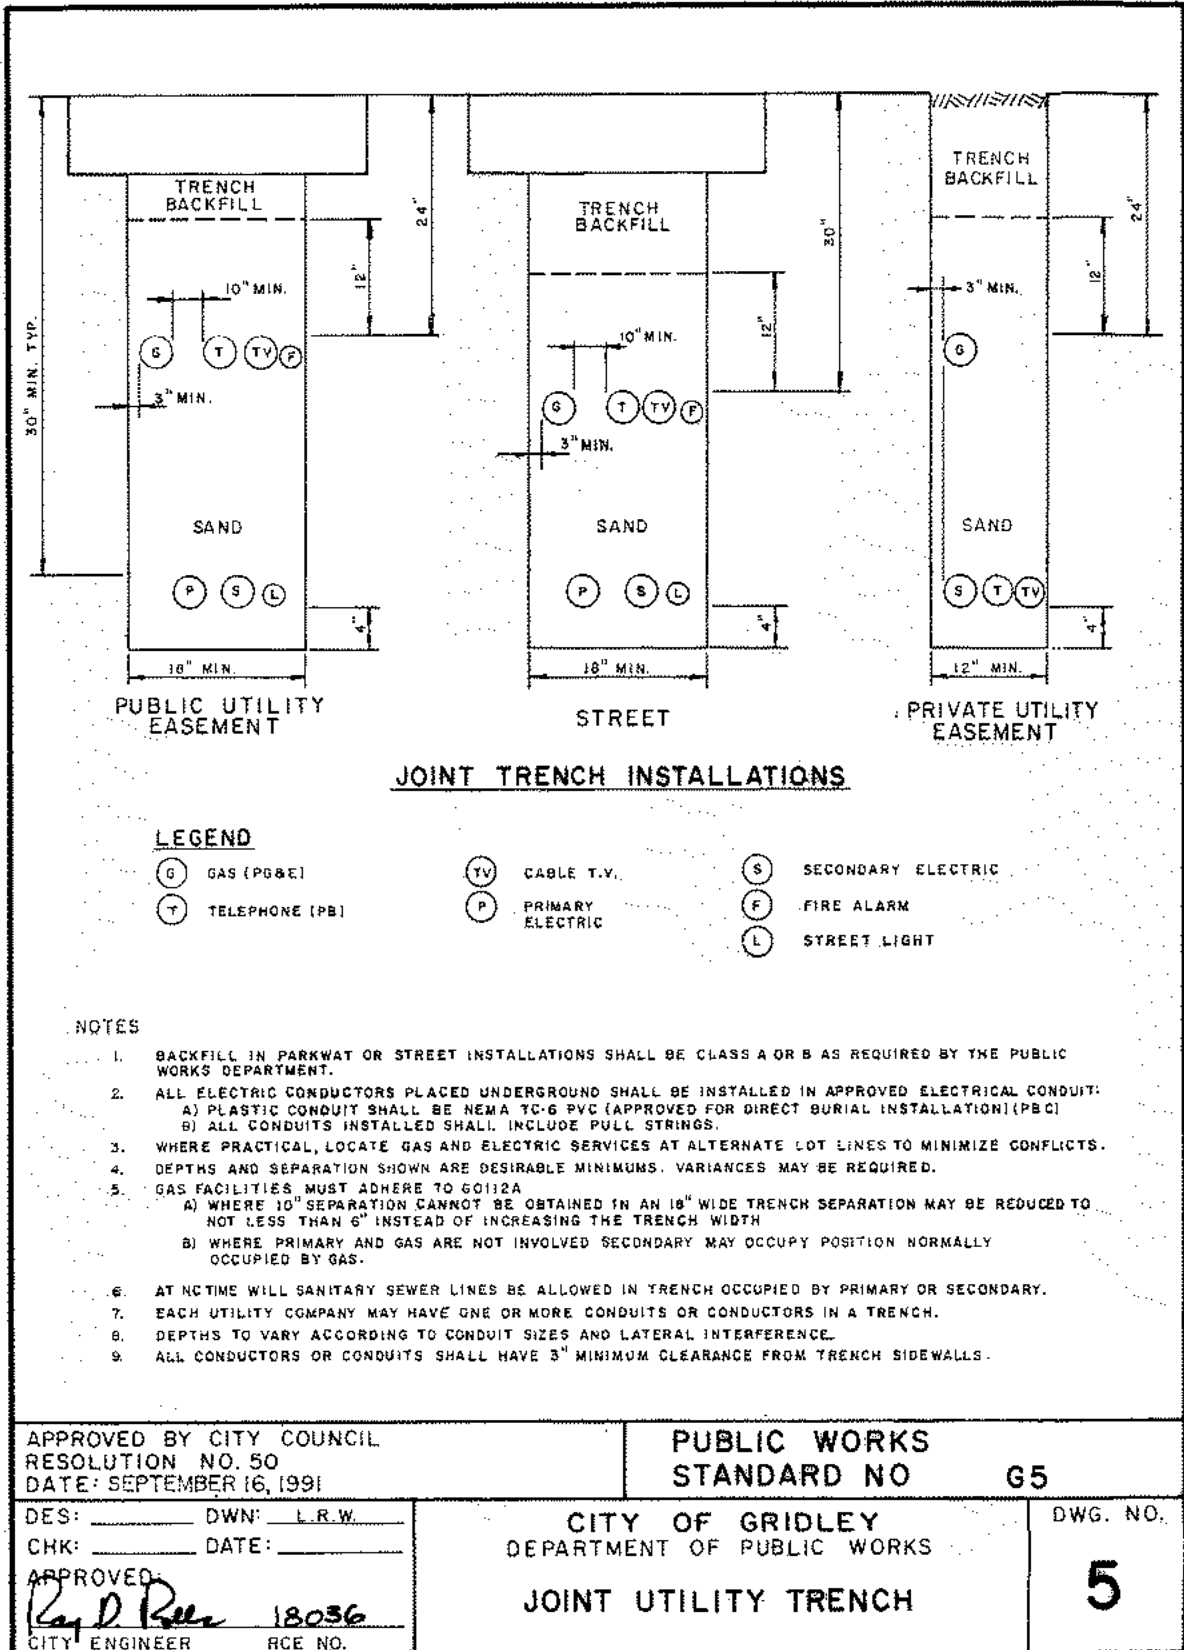 TRENCH
BACKFILL
24"
12"
10" MIN.
30" MIN. TYP.
G T TV F
3" MIN.
SAND
P S L
4"
18" MIN.
PUBLIC UTILITY
EASEMENT
TRENCH
BACKFILL
30"
12"
10" MIN.
G T TV F
3" MIN.
SAND
P S L
4"
18" MIN.
STREET
TRENCH
BACKFILL
24"
12"
3" MIN.
G
SAND
S T TV
4"
12" MIN.
PRIVATE UTILITY
EASEMENT
JOINT TRENCH INSTALLATIONS
LEGEND
G GAS (PG&E)
T TELEPHONE (PB)
TV CABLE T.V.
P PRIMARY
ELECTRIC
S SECONDARY ELECTRIC
F FIRE ALARM
L STREET LIGHT
NOTES
1. BACKFILL IN PARKWAT OR STREET INSTALLATIONS SHALL BE CLASS A OR B AS REQUIRED BY THE PUBLIC
WORKS DEPARTMENT.
2. ALL ELECTRIC CONDUCTORS PLACED UNDERGROUND SHALL BE INSTALLED IN APPROVED ELECTRICAL CONDUIT:
A) PLASTIC CONDUIT SHALL BE NEMA TC-6 PVC (APPROVED FOR DIRECT BURIAL INSTALLATION) (PBC)
B) ALL CONDUITS INSTALLED SHALL INCLUDE PULL STRINGS.
3. WHERE PRACTICAL, LOCATE GAS AND ELECTRIC SERVICES AT ALTERNATE LOT LINES TO MINIMIZE CONFLICTS.
4. DEPTHS AND SEPARATION SHOWN ARE DESIRABLE MINIMUMS. VARIANCES MAY BE REQUIRED.
5. GAS FACILITIES MUST ADHERE TO GO112A
A) WHERE 10" SEPARATION CANNOT BE OBTAINED IN AN 18" WIDE TRENCH SEPARATION MAY BE REDUCED TO
NOT LESS THAN 6" INSTEAD OF INCREASING THE TRENCH WIDTH
B) WHERE PRIMARY AND GAS ARE NOT INVOLVED SECONDARY MAY OCCUPY POSITION NORMALLY
OCCUPIED BY GAS.
6. AT NO TIME WILL SANITARY SEWER LINES BE ALLOWED IN TRENCH OCCUPIED BY PRIMARY OR SECONDARY.
7. EACH UTILITY COMPANY MAY HAVE ONE OR MORE CONDUITS OR CONDUCTORS IN A TRENCH.
8. DEPTHS TO VARY ACCORDING TO CONDUIT SIZES AND LATERAL INTERFERENCE.
9. ALL CONDUCTORS OR CONDUITS SHALL HAVE 3" MINIMUM CLEARANCE FROM TRENCH SIDEWALLS.
APPROVED BY CITY COUNCIL
RESOLUTION NO. 50
DATE: SEPTEMBER 16, 1991
PUBLIC WORKS
STANDARD NO G5
DES: DWN: L.R.W.
CHK: DATE:
APPROVED:
Ray D. 18036
CITY ENGINEER RCE NO.
CITY OF GRIDLEY
DEPARTMENT OF PUBLIC WORKS
JOINT UTILITY TRENCH
DWG. NO.
5